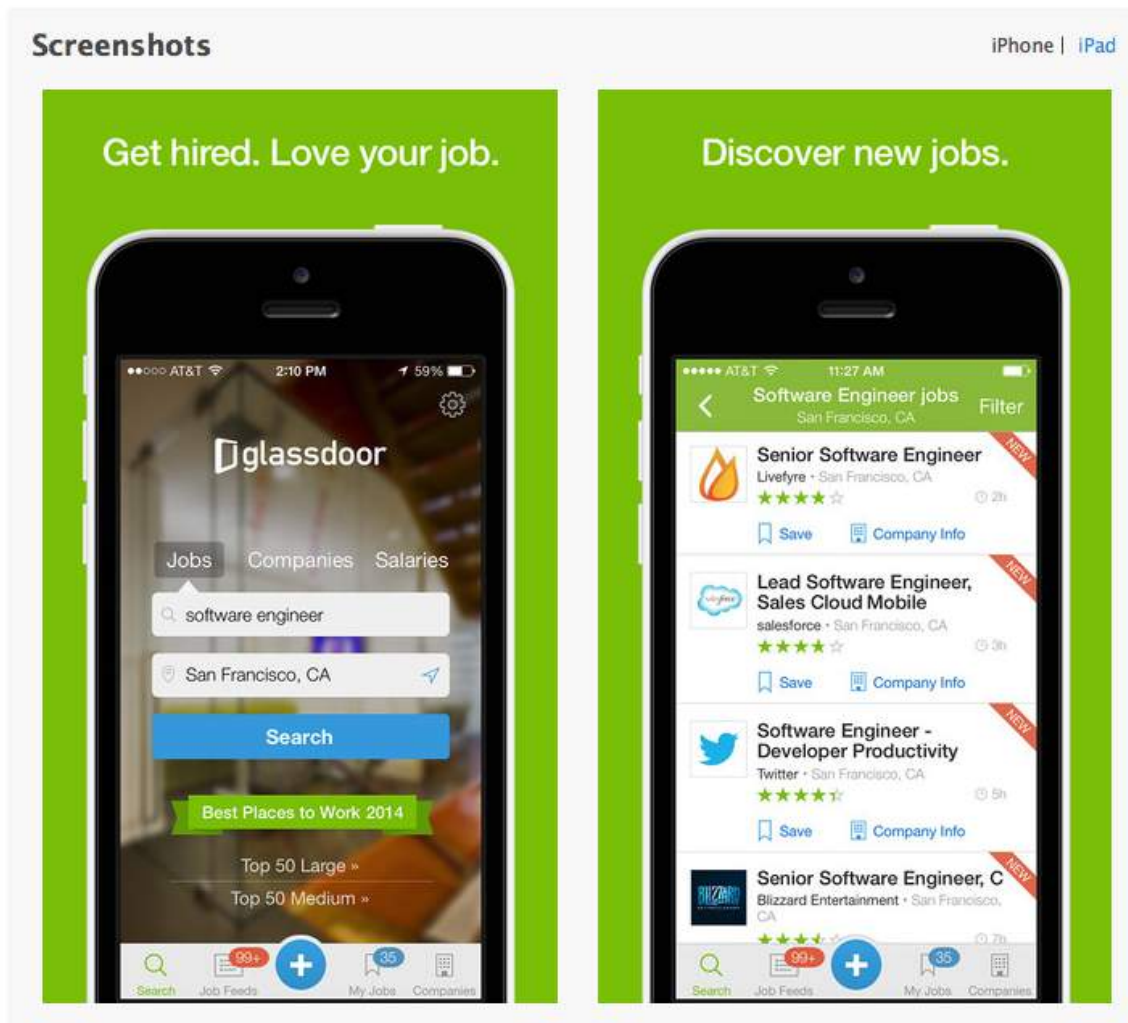 Screenshots
iPhone | iPad
Get hired. Love your job.
AT&T 2:10 PM 59%
glassdoor
Jobs Companies Salaries
software engineer
San Francisco, CA
Search
Best Places to Work 2014
Top 50 Large »
Top 50 Medium »
99+ 35
Search Job Feeds My Jobs Companies
Discover new jobs.
AT&T 11:27 AM
Software Engineer jobs
San Francisco, CA
Filter
NEW
Senior Software Engineer
Livefyre • San Francisco, CA
2h
Save Company Info
NEW
Lead Software Engineer,
Sales Cloud Mobile
salesforce
salesforce • San Francisco, CA
3h
Save Company Info
NEW
Software Engineer -
Developer Productivity
Twitter • San Francisco, CA
5h
Save Company Info
NEW
Senior Software Engineer, C
BLIZZARD
Blizzard Entertainment • San Francisco,
CA
7h
99+ 35
Search Job Feeds My Jobs Companies